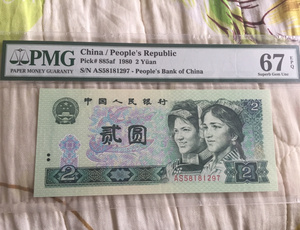 PMG
PAPER MONEY GUARANTY
China / People's Republic
Pick# 885af 1980 2 Yüan
S/N AS58181297 - People's Bank of China
67 EPQ
Superb Gem Unc
中国人民银行
贰圆
2
AS58181297
2